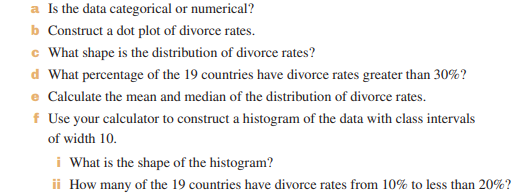 a Is the data categorical or numerical?
b Construct a dot plot of divorce rates.
c What shape is the distribution of divorce rates?
d What percentage of the 19 countries have divorce rates greater than 30%?
e Calculate the mean and median of the distribution of divorce rates.
f Use your calculator to construct a histogram of the data with class intervals
of width 10.
i What is the shape of the histogram?
ii How many of the 19 countries have divorce rates from 10% to less than 20%?